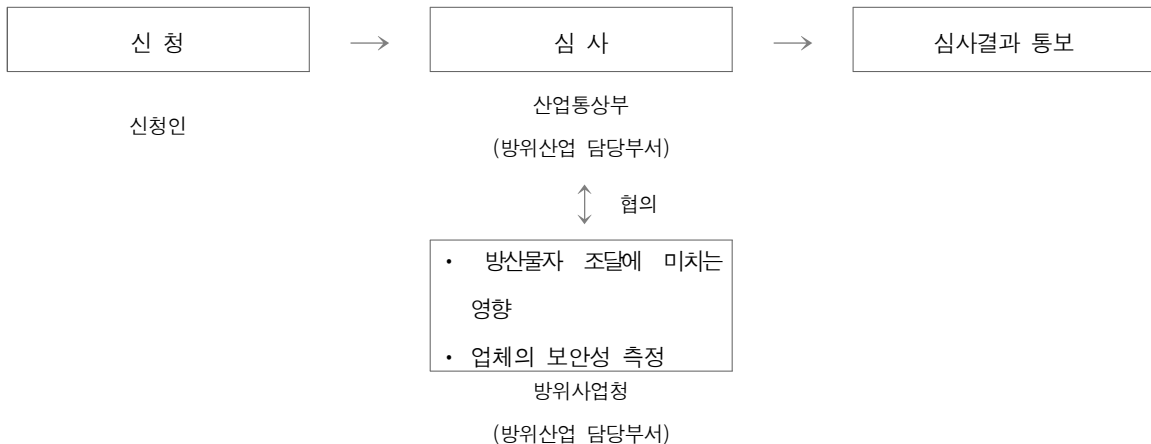 신 청 → 심 사 → 심사결과 통보
신청인
산업통상부
(방위산업 담당부서)
↕ 협의
• 방산물자 조달에 미치는
영향
• 업체의 보안성 측정
방위사업청
(방위산업 담당부서)